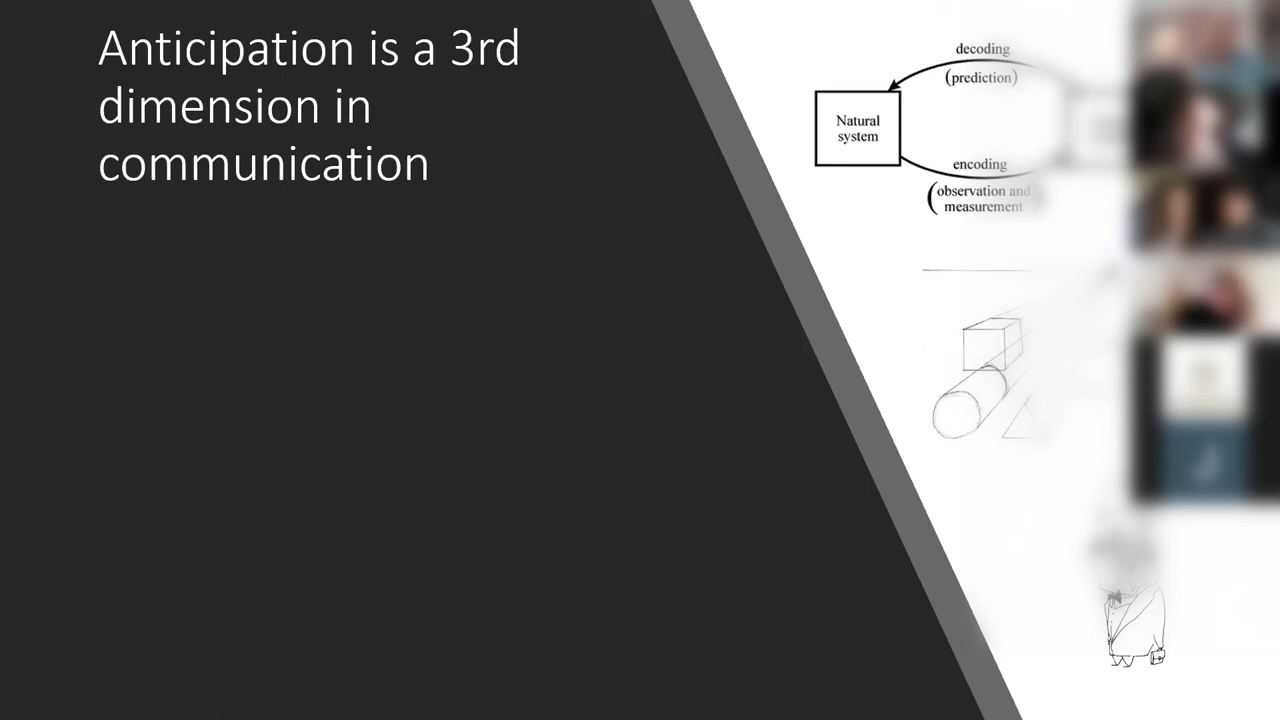 Anticipation is a 3rd
dimension in
communication
decoding
(prediction)
Natural
system
encoding
(observation and
measurement)